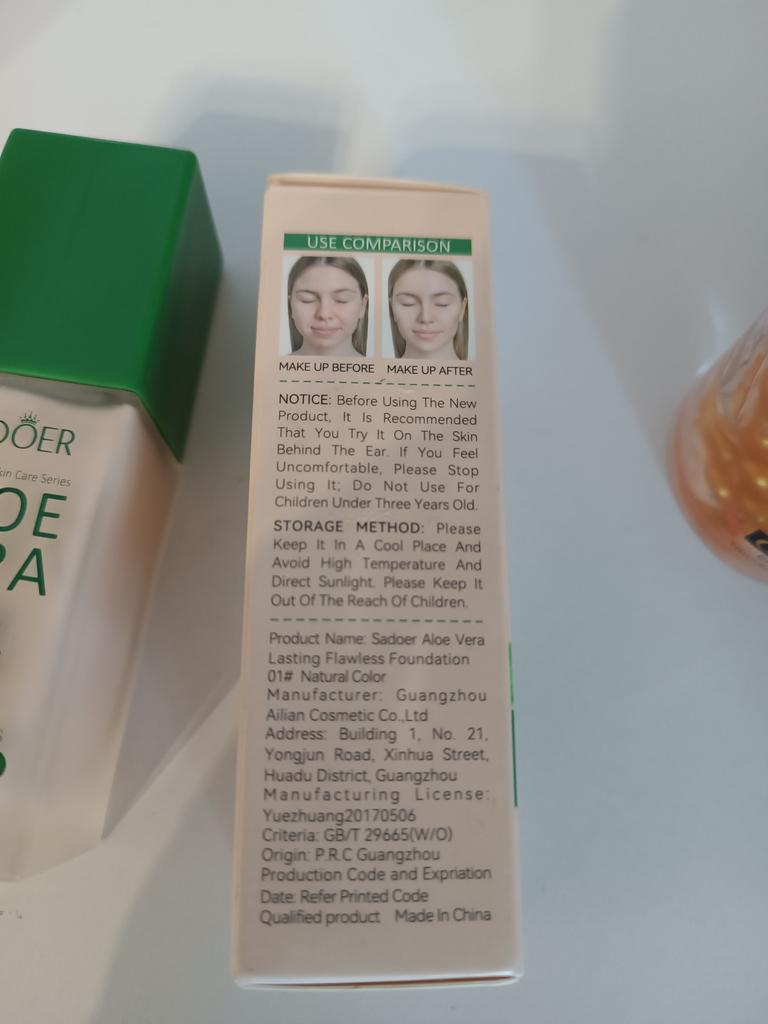 USE COMPARISON
MAKE UP BEFORE MAKE UP AFTER
NOTICE: Before Using The New
Product, It Is Recommended
That You Try It On The Skin
Behind The Ear. If You Feel
Uncomfortable, Please Stop
Using It; Do Not Use For
Children Under Three Years Old.
STORAGE METHOD: Please
Keep It In A Cool Place And
Avoid High Temperature And
Direct Sunlight. Please Keep It
Out Of The Reach Of Children.
Product Name: Sadoer Aloe Vera
Lasting Flawless Foundation
01# Natural Color
Manufacturer: Guangzhou
Ailian Cosmetic Co.,Ltd
Address: Building 1, No. 21,
Yongjun Road, Xinhua Street,
Huadu District, Guangzhou
Manufacturing License:
Yuezhuang20170506
Criteria: GB/T 29665(W/O)
Origin: P.R.C Guangzhou
Production Code and Expriation
Date: Refer Printed Code
Qualified product Made In China
DOER
kin Care Series
OE
RA